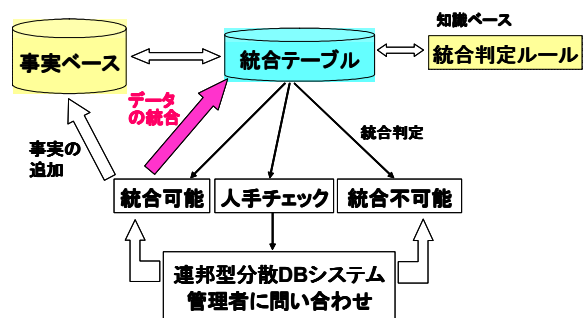 知識ベース
事実ベース
統合テーブル
統合判定ルール
データ
の統合
事実の
追加
統合判定
統合可能
人手チェック
統合不可能
連邦型分散DBシステム
管理者に問い合わせ